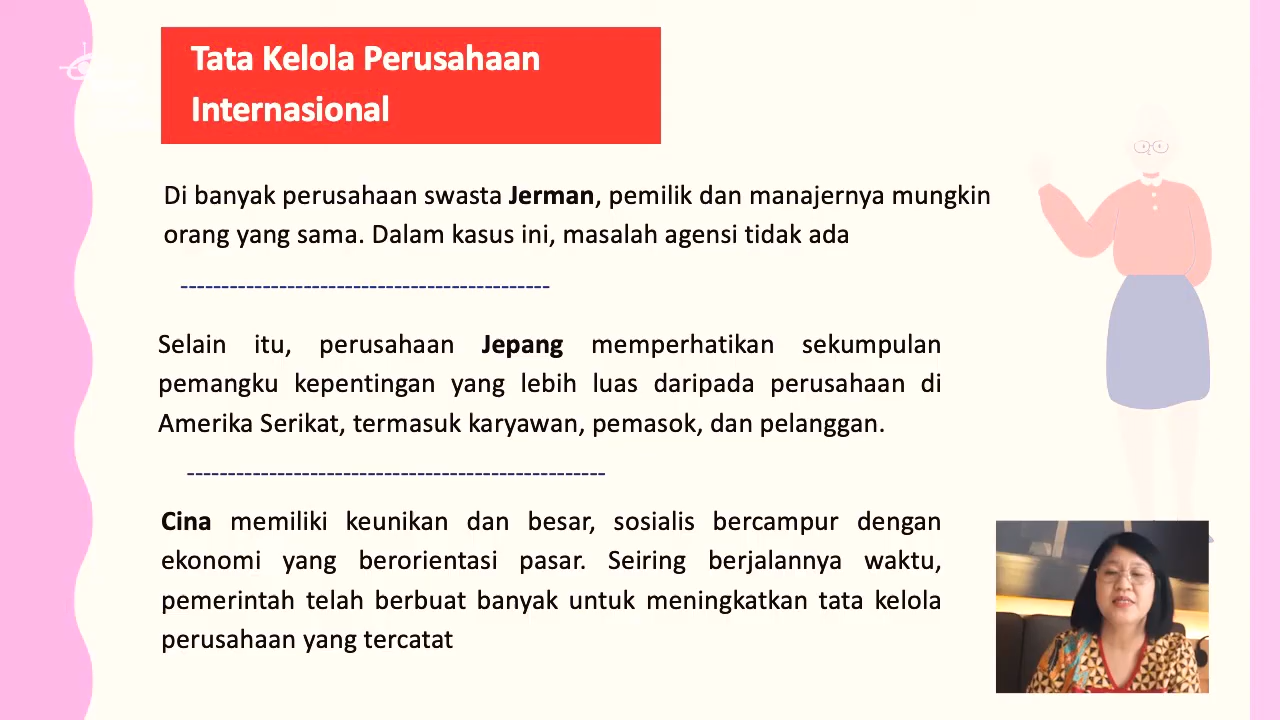 Tata Kelola Perusahaan
Internasional
Di banyak perusahaan swasta Jerman, pemilik dan manajernya mungkin
orang yang sama. Dalam kasus ini, masalah agensi tidak ada
---------------------------------------------
Selain itu, perusahaan Jepang memperhatikan sekumpulan
pemangku kepentingan yang lebih luas daripada perusahaan di
Amerika Serikat, termasuk karyawan, pemasok, dan pelanggan.
---------------------------------------------------
Cina memiliki keunikan dan besar, sosialis bercampur dengan
ekonomi yang berorientasi pasar. Seiring berjalannya waktu,
pemerintah telah berbuat banyak untuk meningkatkan tata kelola
perusahaan yang tercatat